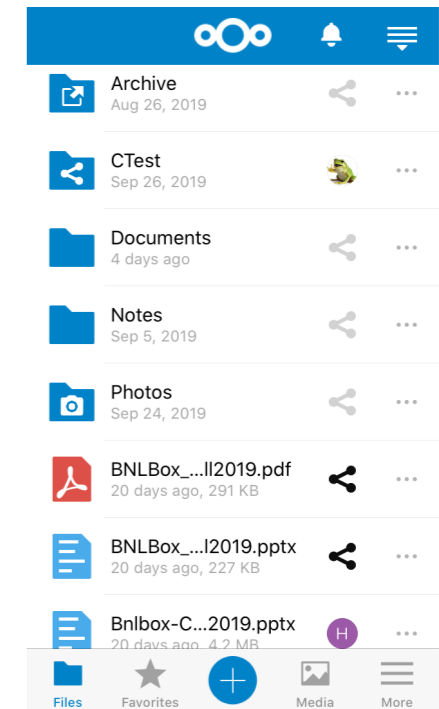 Archive
Aug 26, 2019
CTest
Sep 26, 2019
Documents
4 days ago
Notes
Sep 5, 2019
Photos
Sep 24, 2019
BNLBox_...ll2019.pdf
20 days ago, 291 KB
BNLBox_...l2019.pptx
20 days ago, 227 KB
Bnlbox-C...2019.pptx
H
20 days ago, 4.2 MB
Files
Favorites
Media
More